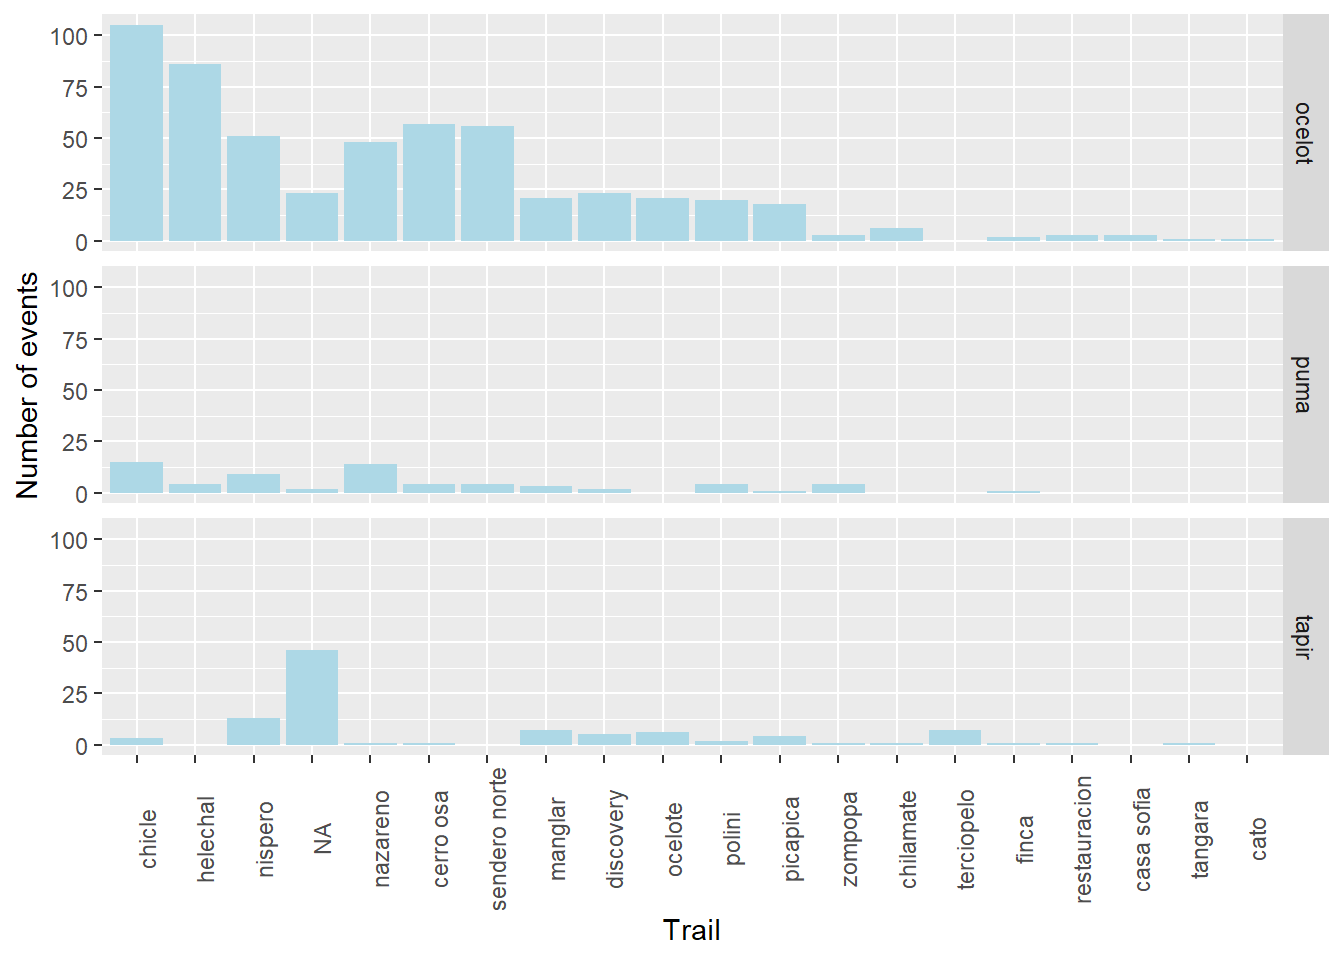 100
75
50
25
0
ocelot
Number of events
100
75
50
25
0
puma
100
75
50
25
0
tapir
chicle
helechal
nispero
NA
nazareno
cerro osa
sendero norte
manglar
discovery
ocelote
polini
picapica
zompopa
chilamate
terciopelo
finca
restauracion
casa sofia
tangara
cato
Trail